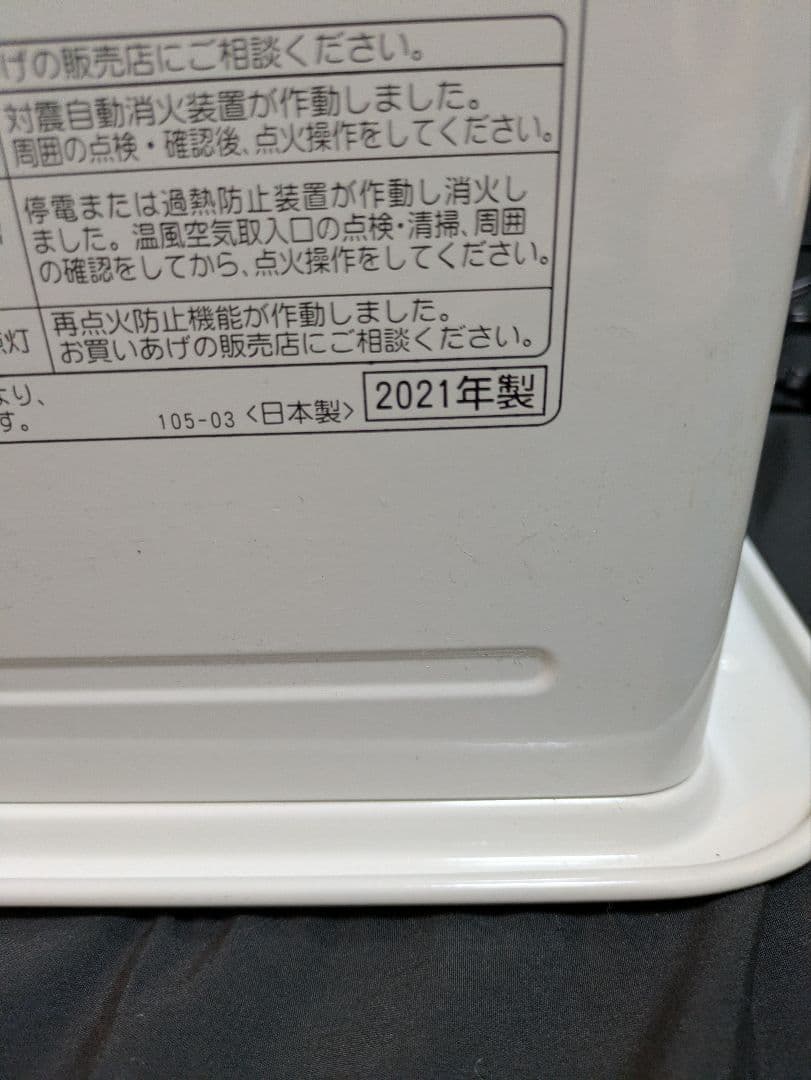 げの販売店にご相談ください。
対震自動消火装置が作動しました。
周囲の点検・確認後、点火操作をしてください。
停電または過熱防止装置が作動し消火し
ました。温風空気取入口の点検・清掃、周囲
の確認をしてから、点火操作をしてください。
点灯
再点火防止機能が作動しました。
お買いあげの販売店にご相談ください。
より、
す。
105-03 <日本製> 2021年製